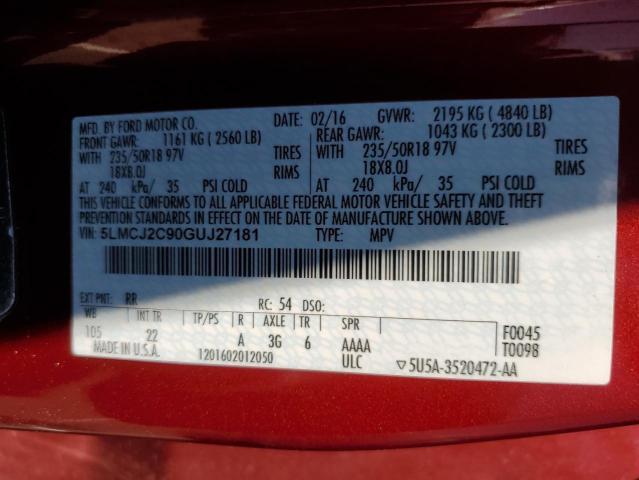 MFD. BY FORD MOTOR CO. DATE: 02/16 GVWR: 2195 KG ( 4840 LB)
FRONT GAWR: 1161 KG ( 2560 LB) REAR GAWR: 1043 KG ( 2300 LB)
WITH 235/50R18 97V TIRES WITH 235/50R18 97V TIRES
18X8.0J RIMS 18X8.0J RIMS
AT 240 kPa/ 35 PSI COLD AT 240 kPa/ 35 PSI COLD
THIS VEHICLE CONFORMS TO ALL APPLICABLE FEDERAL MOTOR VEHICLE SAFETY AND THEFT
PREVENTION STANDARDS IN EFFECT ON THE DATE OF MANUFACTURE SHOWN ABOVE.
VIN: 5LMCJ2C90GUJ27181 TYPE: MPV
EXT PNT: RR RC: 54 DSO:
WB INT TR TP/PS R AXLE TR SPR
105 22 A 3G 6 AAAA F0045
MADE IN U.S.A. 1201602012050 ULC T0098
▽5U5A-3520472-AA